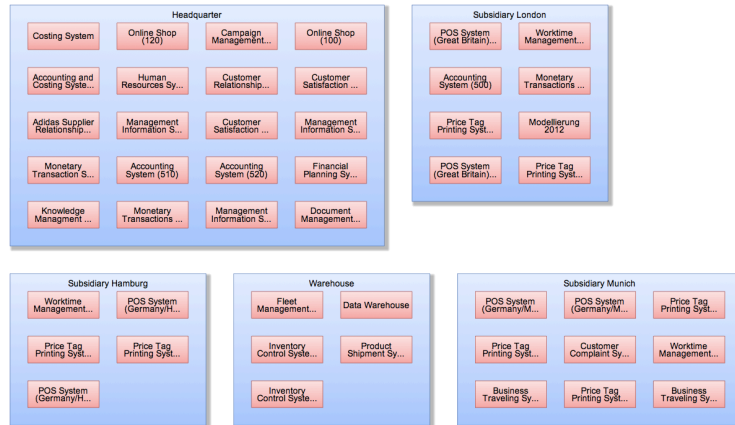 Headquarter
Costing System
Online Shop
(120)
Campaign
Management...
Online Shop
(100)
Accounting and
Costing Syste...
Human
Resources Sy...
Customer
Relationship...
Customer
Satisfaction ...
Adidas Supplier
Relationship...
Management
Information S...
Customer
Satisfaction ...
Management
Information S...
Monetary
Transaction S...
Accounting
System (510)
Accounting
System (520)
Financial
Planning Sy...
Knowledge
Managment ...
Monetary
Transactions ...
Management
Information S...
Document
Management...
Subsidiary London
POS System
(Great Britain)...
Worktime
Management...
Accounting
System (500)
Monetary
Transactions ...
Price Tag
Printing Syst...
Modellierung
2012
POS System
(Great Britain)...
Price Tag
Printing Syst...
Subsidiary Hamburg
Worktime
Management...
POS System
(Germany/H...
Price Tag
Printing Syst...
Price Tag
Printing Syst...
POS System
(Germany/H...
Warehouse
Fleet
Management...
Data Warehouse
Inventory
Control Syste...
Product
Shipment Sy...
Inventory
Control Syste...
Subsidiary Munich
POS System
(Germany/M...
POS System
(Germany/M...
Price Tag
Printing Syst...
Price Tag
Printing Syst...
Customer
Complaint Sy...
Worktime
Management...
Business
Traveling Sy...
Price Tag
Printing Syst...
Business
Traveling Sy...